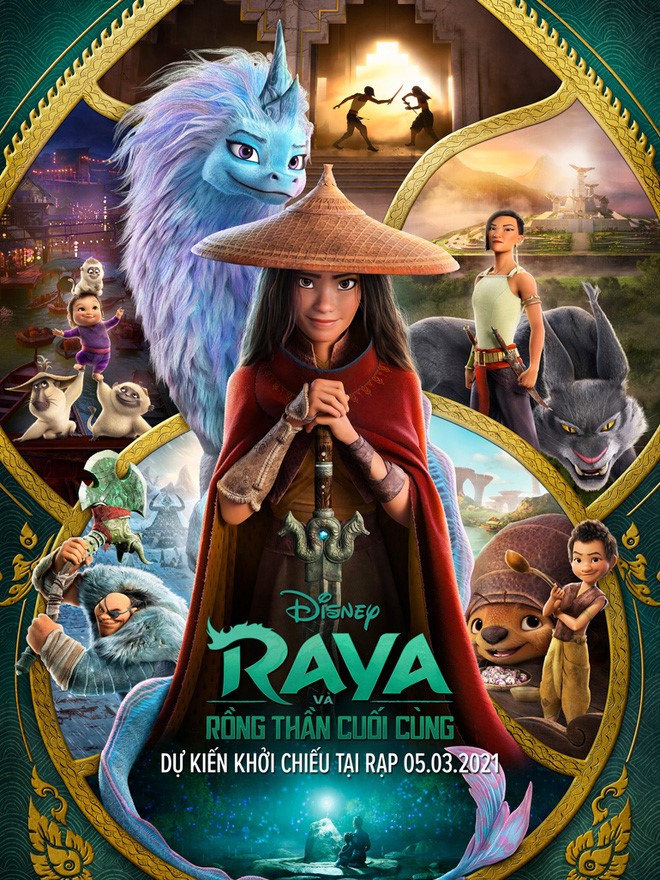 Disney
RAYA
VÀ
RỒNG THẦN CUỐI CÙNG
DỰ KIẾN KHỞI CHIẾU TẠI RẠP 05.03.2021